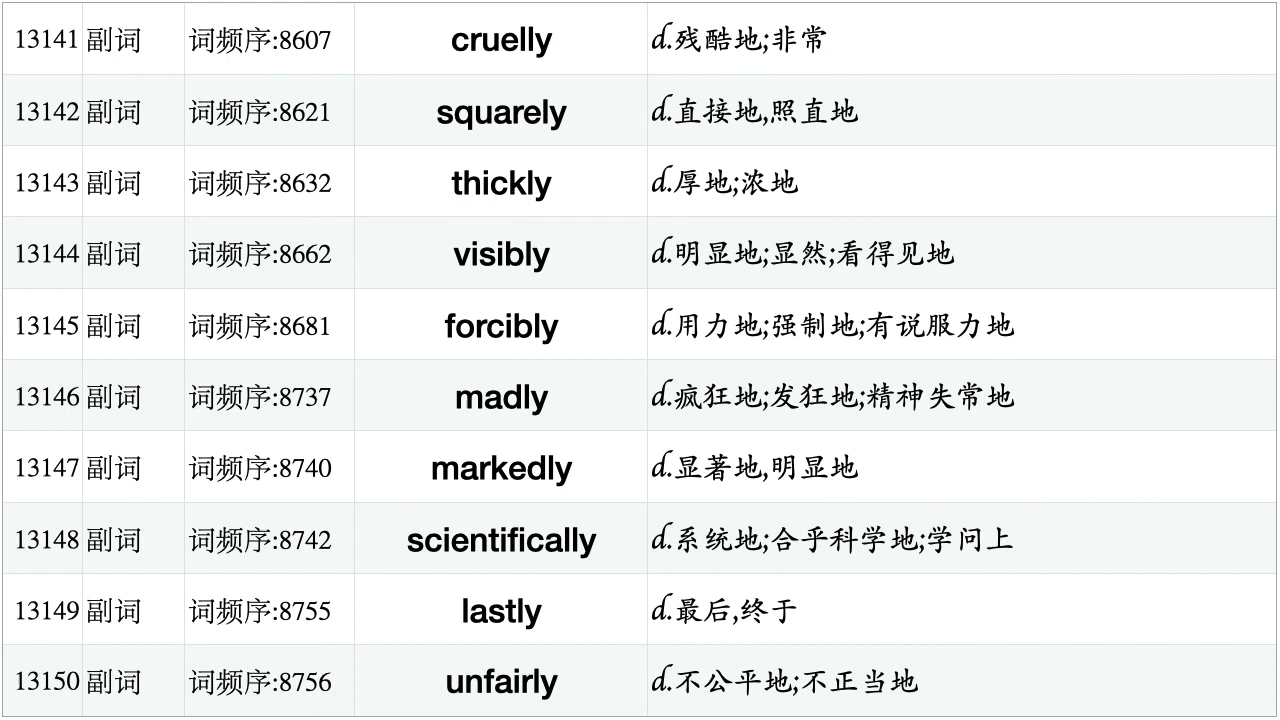 13141 副词 词频序:8607 cruelly d.残酷地;非常
13142 副词 词频序:8621 squarely d.直接地,照直地
13143 副词 词频序:8632 thickly d.厚地;浓地
13144 副词 词频序:8662 visibly d.明显地;显然;看得见地
13145 副词 词频序:8681 forcibly d.用力地;强制地;有说服力地
13146 副词 词频序:8737 madly d.疯狂地;发狂地;精神失常地
13147 副词 词频序:8740 markedly d.显著地,明显地
13148 副词 词频序:8742 scientifically d.系统地;合乎科学地;学问上
13149 副词 词频序:8755 lastly d.最后,终于
13150 副词 词频序:8756 unfairly d.不公平地;不正当地